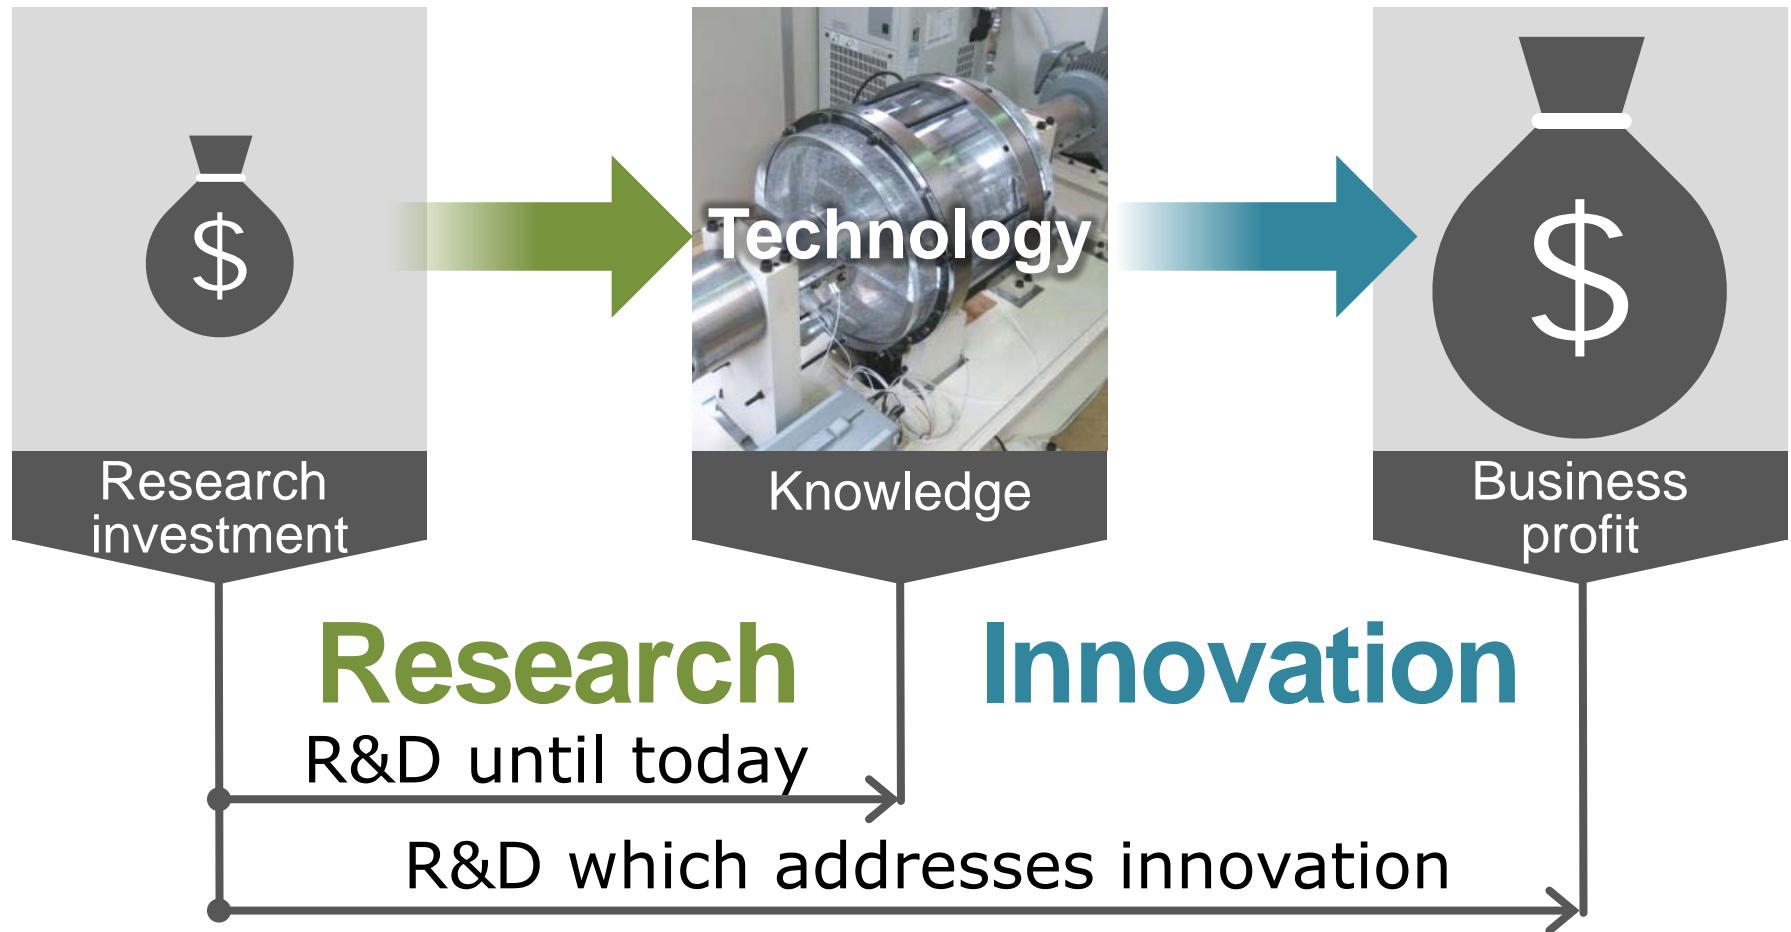 $
Technology
$
Research
investment
Knowledge
Business
profit
Research
Innovation
R&D until today
R&D which addresses innovation